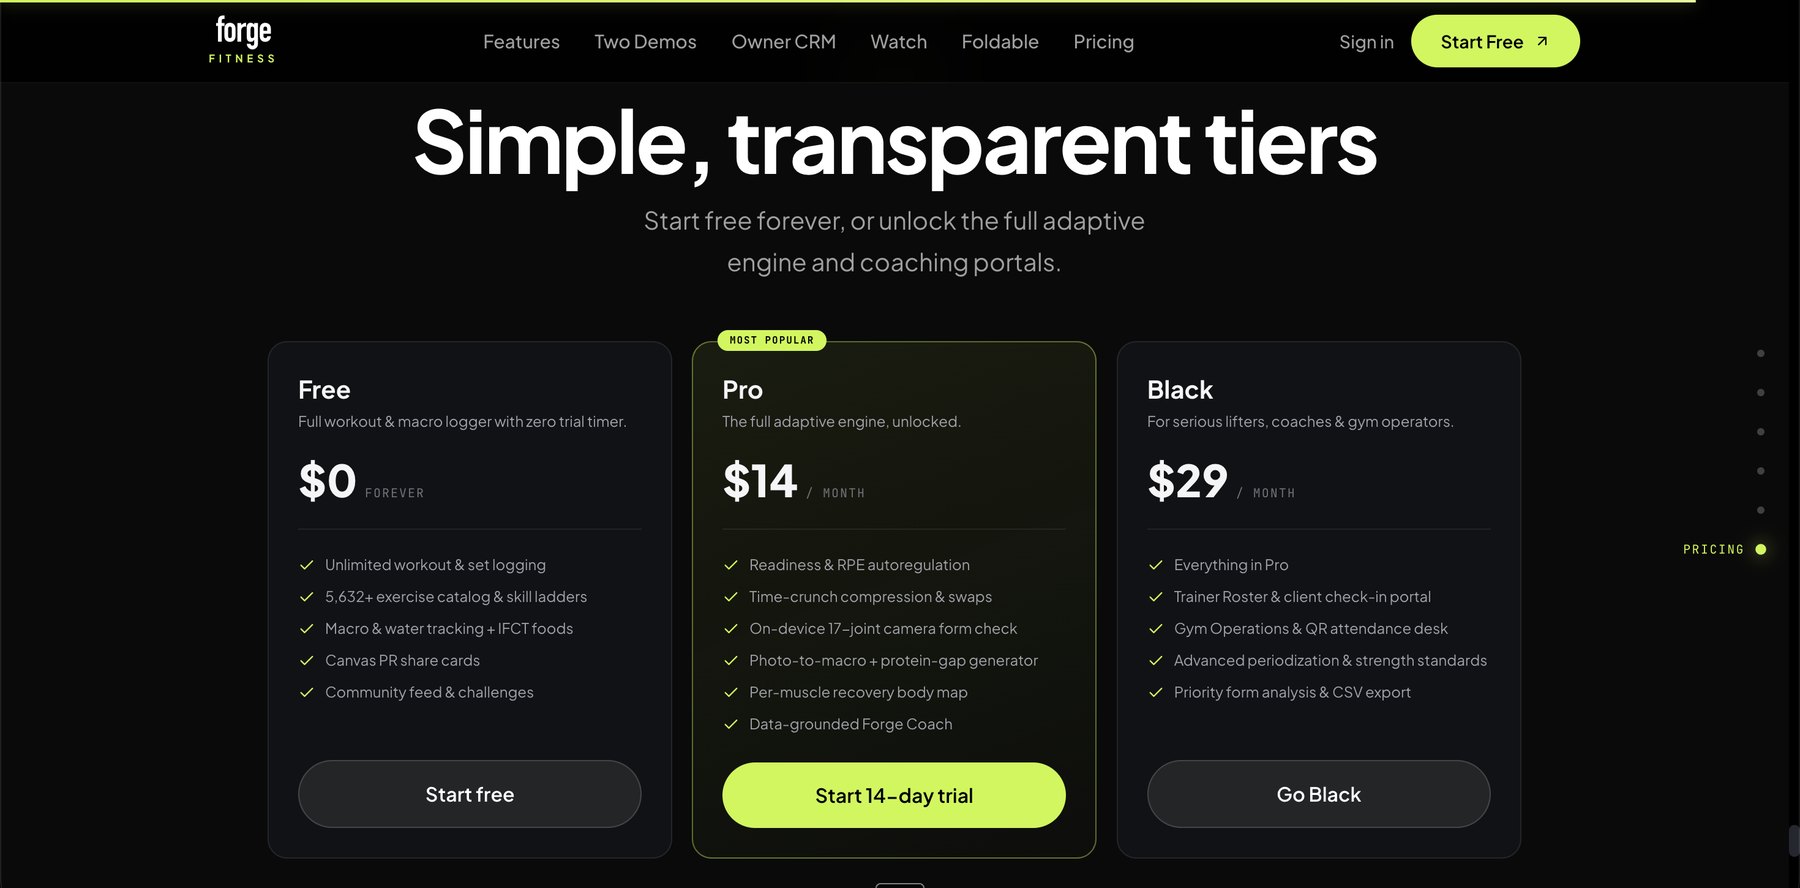 forge
FITNESS
Features Two Demos Owner CRM Watch Foldable Pricing
Sign in
Start Free
Simple, transparent tiers
Start free forever, or unlock the full adaptive
engine and coaching portals.
Free
Full workout & macro logger with zero trial timer.
$0 FOREVER
Unlimited workout & set logging
5,632+ exercise catalog & skill ladders
Macro & water tracking + IFCT foods
Canvas PR share cards
Community feed & challenges
Start free
MOST POPULAR
Pro
The full adaptive engine, unlocked.
$14 / MONTH
Readiness & RPE autoregulation
Time-crunch compression & swaps
On-device 17-joint camera form check
Photo-to-macro + protein-gap generator
Per-muscle recovery body map
Data-grounded Forge Coach
Start 14-day trial
Black
For serious lifters, coaches & gym operators.
$29 / MONTH
Everything in Pro
Trainer Roster & client check-in portal
Gym Operations & QR attendance desk
Advanced periodization & strength standards
Priority form analysis & CSV export
Go Black
PRICING